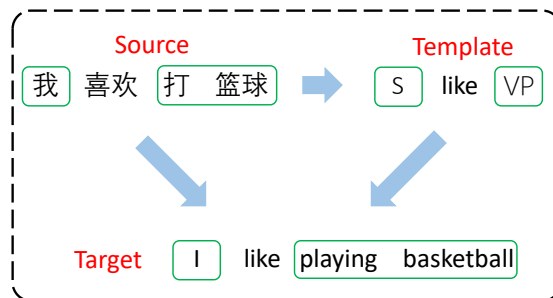 Source
Template
我 喜欢 打 篮球
S like VP
Target I like playing basketball